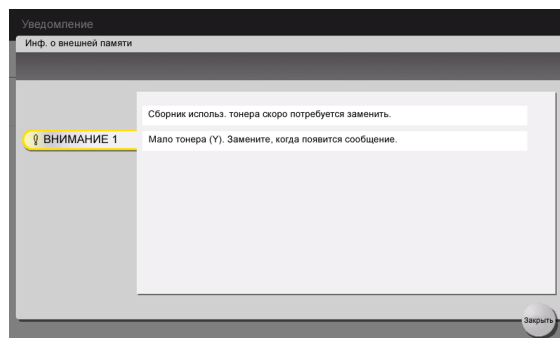 Уведомление
Инф. о внешней памяти
Сборник использ. тонера скоро потребуется заменить.
ВНИМАНИЕ 1
Мало тонера (Y). Замените, когда появится сообщение.
Закрыть